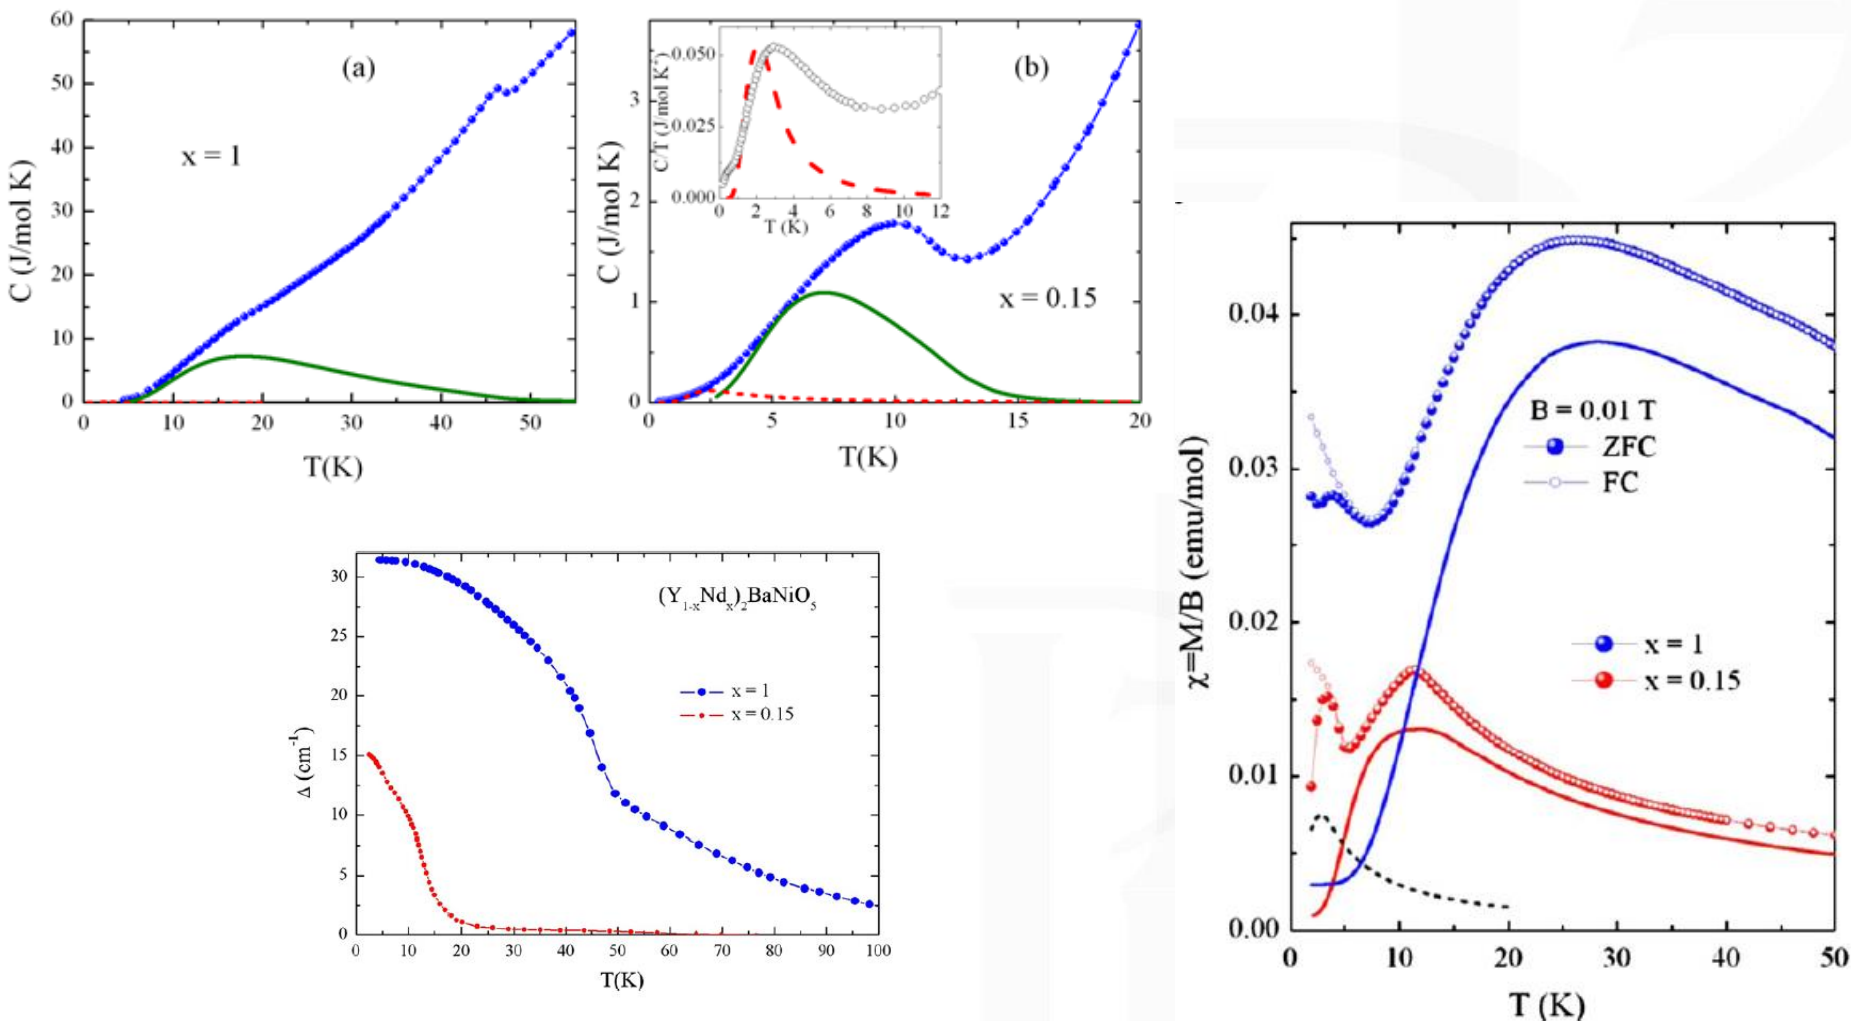 60
50
40
30
20
10
0
C (J/mol K)
(a)
x = 1
0 10 20 30 40 50
T(K)
3
2
1
0
C (J/mol K)
(b)
x = 0.15
0 5 10 15 20
T(K)
0.050
0.025
0.000
C/T (J/mol K²)
0 2 4 6 8 10 12
T (K)
30
25
20
15
10
5
0
Δ (cm⁻¹)
(Y₁₋ₓNdₓ)₂BaNiO₅
x = 1
x = 0.15
0 10 20 30 40 50 60 70 80 90 100
T(K)
0.04
0.03
0.02
0.01
0.00
χ=M/B (emu/mol)
B = 0.01 T
ZFC
FC
x = 1
x = 0.15
0 10 20 30 40 50
T (K)